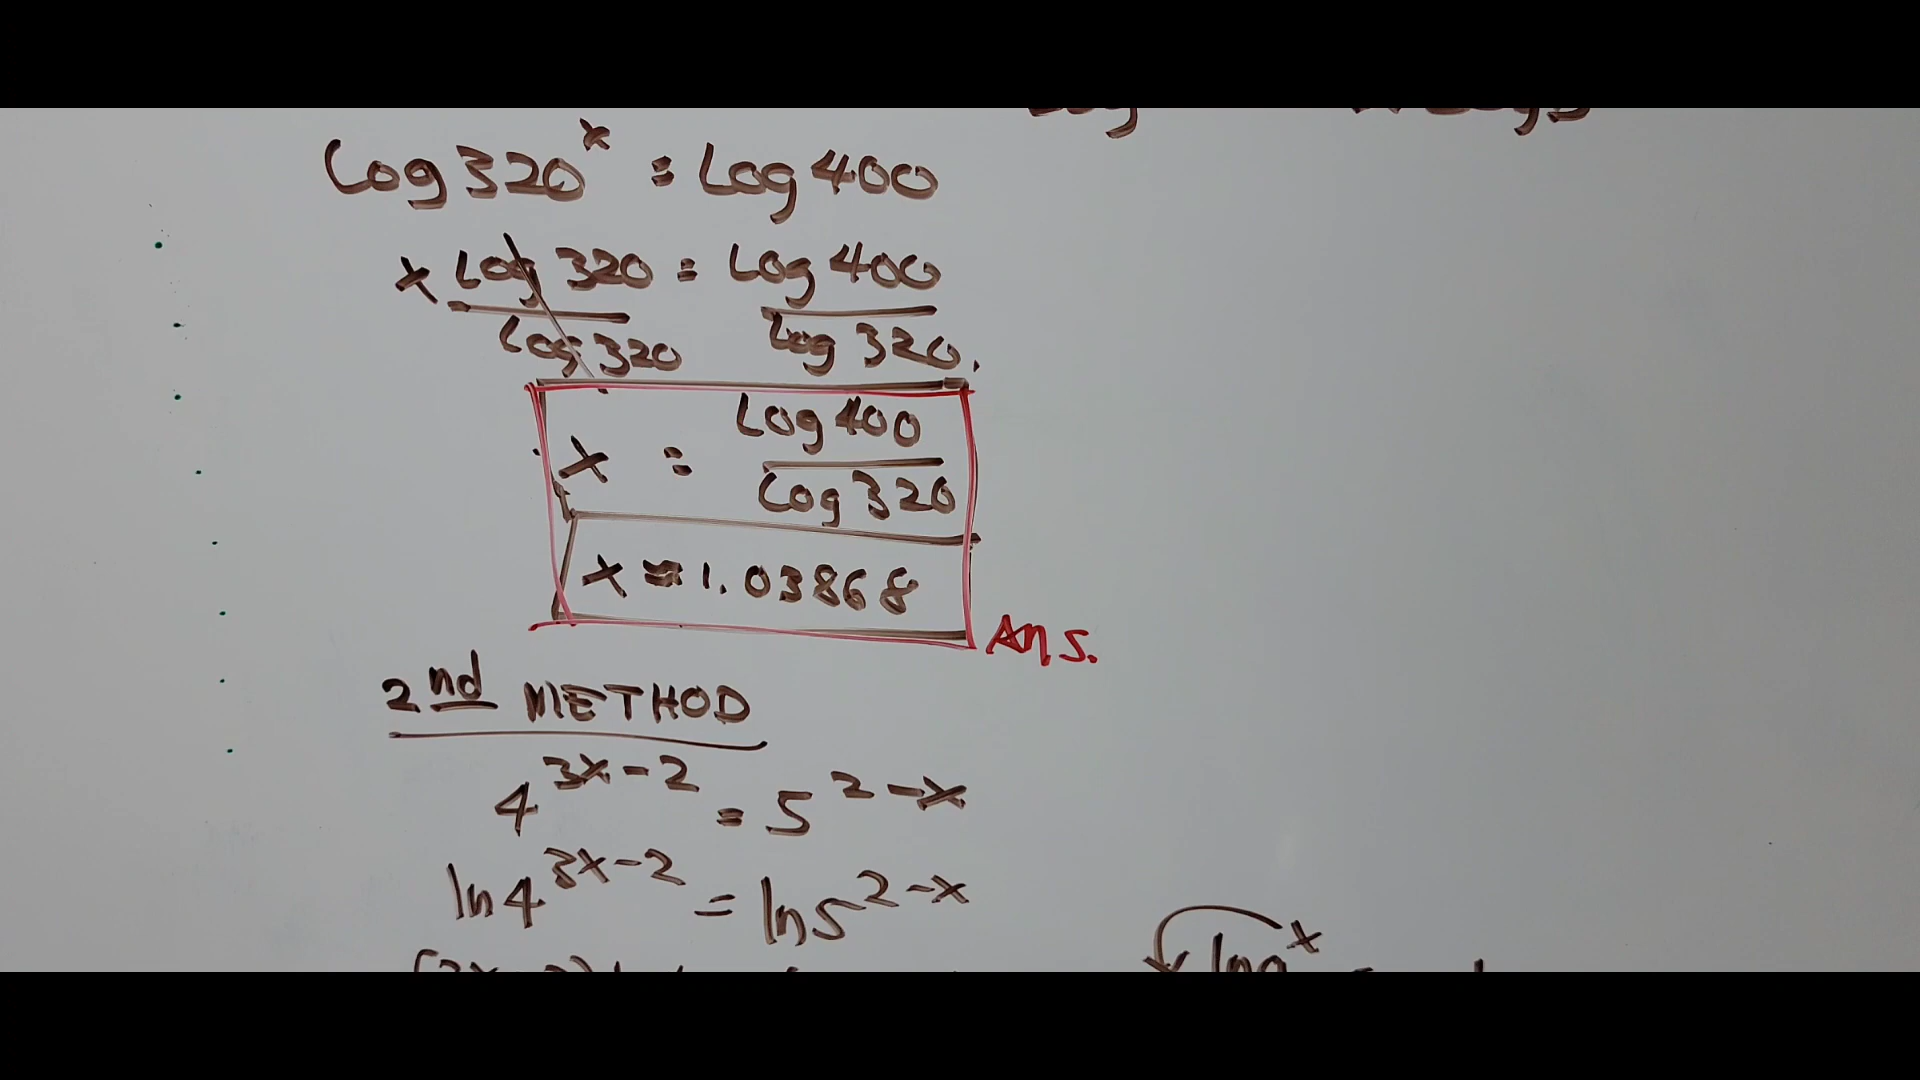 Log 320^x = Log 400
x Log 320 = Log 400
Log 320 Log 320.
x = Log 400
Log 320
x ≈ 1.03868
Ans.
2nd METHOD
4^3x-2 = 5^2-x
ln 4^3x-2 = ln 5^2-x